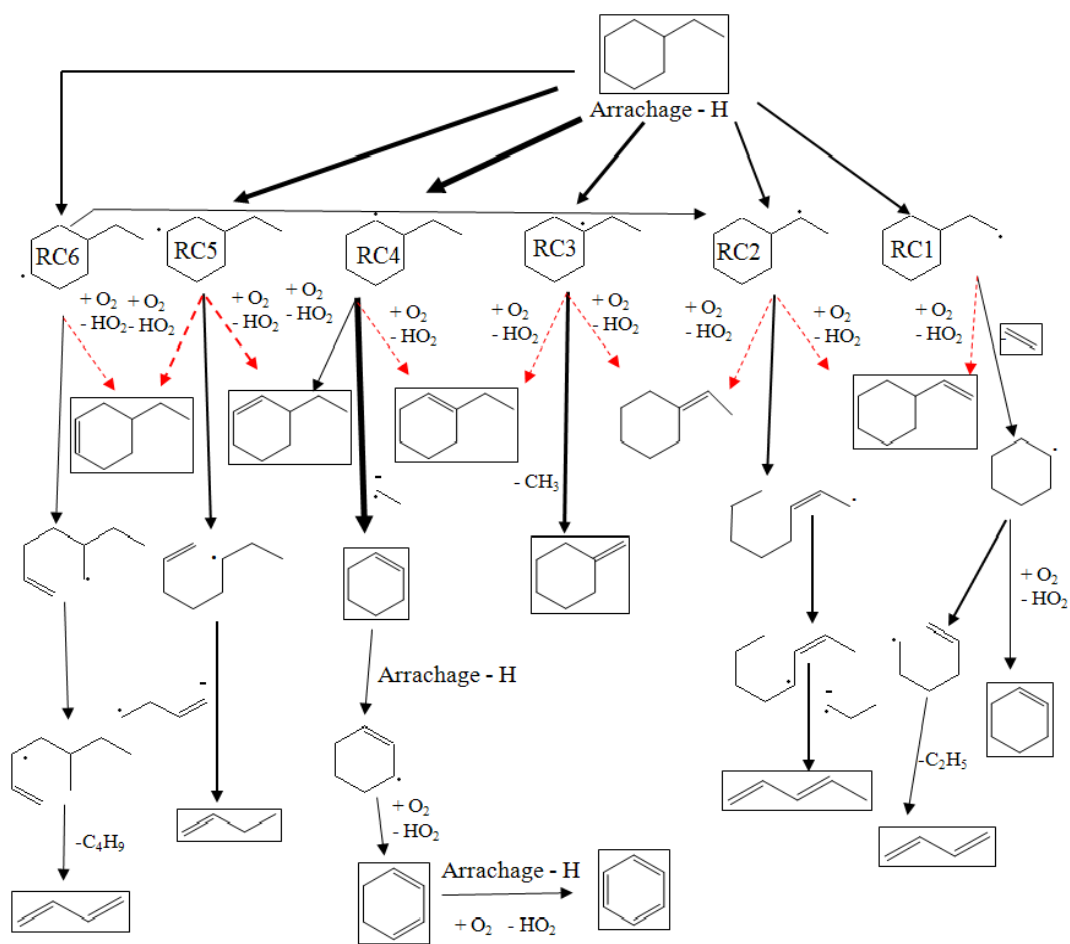 Arrachage - H
RC6
RC5
RC4
RC3
RC2
RC1
+ O₂
- HO₂
+ O₂
- HO₂
+ O₂
- HO₂
+ O₂
- HO₂
+ O₂
- HO₂
+ O₂
- HO₂
+ O₂
- HO₂
+ O₂
- HO₂
+ O₂
- HO₂
+ O₂
- HO₂
- CH₃
+ O₂
- HO₂
Arrachage - H
-C₂H₅
+ O₂
- HO₂
-C₄H₉
Arrachage - H
+ O₂ - HO₂